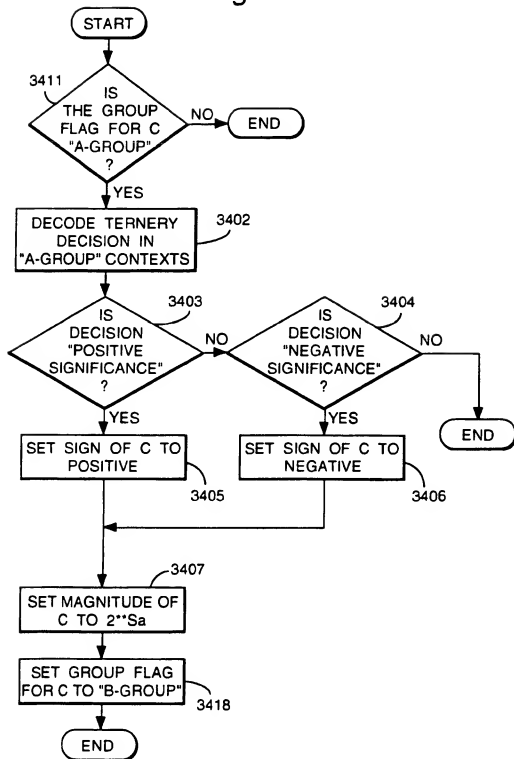 START
3411
IS
THE GROUP
FLAG FOR C
"A-GROUP"
?
NO
END
YES
DECODE TERNERY
DECISION IN
"A-GROUP" CONTEXTS
3402
IS
DECISION
"POSITIVE
SIGNIFICANCE"
?
3403
NO
IS
DECISION
"NEGATIVE
SIGNIFICANCE"
?
3404
NO
END
YES
YES
SET SIGN OF C TO
POSITIVE
3405
SET SIGN OF C TO
NEGATIVE
3406
3407
SET MAGNITUDE OF
C TO 2**Sa
SET GROUP FLAG
FOR C TO "B-GROUP"
3418
END